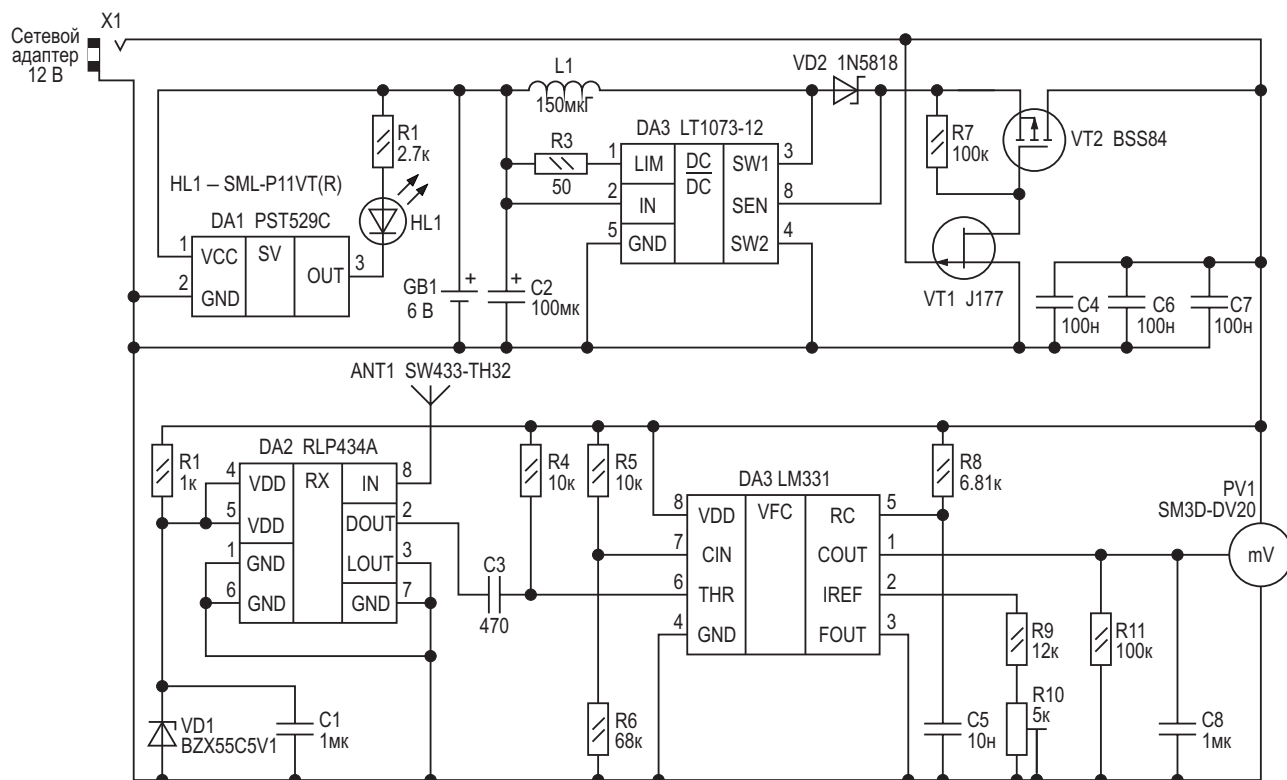 X1
Сетевой
адаптер
12 В
L1
150мкГ
VD2 1N5818
R1
2.7к
R3
50
DA3 LT1073-12
1 LIM DC SW1 3
DC
2 IN SEN 8
5 GND SW2 4
R7
100к
VT2 BSS84
HL1 – SML-P11VT(R)
HL1
DA1 PST529C
1 VCC SV
OUT 3
2 GND
GB1
6 В
+
C2
100мк
+
VT1 J177
C4
100н
C6
100н
C7
100н
ANT1 SW433-TH32
DA2 RLP434A
R1
1к
4 VDD RX IN 8
5 VDD DOUT 2
1 GND LOUT 3
6 GND GND 7
C3
470
R4
10к
R5
10к
DA3 LM331
8 VDD VFC RC 5
7 CIN COUT 1
6 THR IREF 2
4 GND FOUT 3
R8
6.81к
PV1
SM3D-DV20
mV
R9
12к
R11
100к
VD1
BZX55C5V1
C1
1мк
R6
68к
C5
10н
R10
5к
C8
1мк